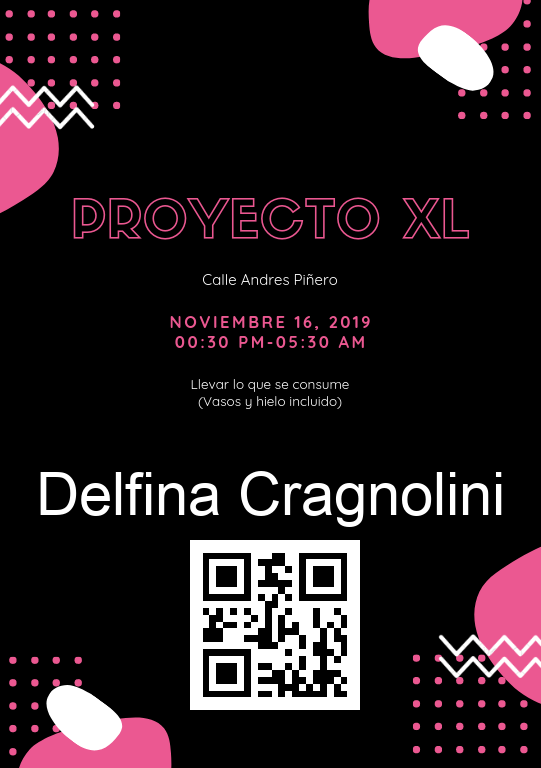 PROYECTO XL
Calle Andres Piñero
NOVIEMBRE 16, 2019
00:30 PM-05:30 AM
Llevar lo que se consume
(Vasos y hielo incluido)
Delfina Cragnolini